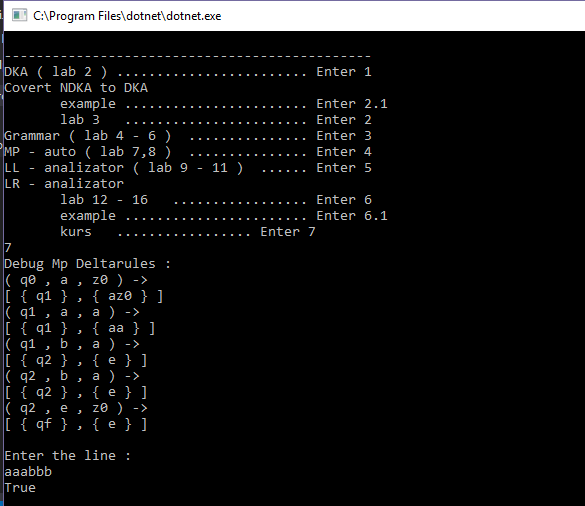 C:\Program Files\dotnet\dotnet.exe
----------------------------------------------
DKA ( lab 2 ) ........................ Enter 1
Covert NDKA to DKA
       example ....................... Enter 2.1
       lab 3   ....................... Enter 2
Grammar ( lab 4 - 6 )  ............... Enter 3
MP - auto ( lab 7,8 )  ............... Enter 4
LL - analizator ( lab 9 - 11 )  ...... Enter 5
LR - analizator
       lab 12 - 16   ................. Enter 6
       example ....................... Enter 6.1
       kurs   ................. Enter 7
7
Debug Mp Deltarules :
( q0 , a , z0 ) ->
[ { q1 } , { az0 } ]
( q1 , a , a ) ->
[ { q1 } , { aa } ]
( q1 , b , a ) ->
[ { q2 } , { e } ]
( q2 , b , a ) ->
[ { q2 } , { e } ]
( q2 , e , z0 ) ->
[ { qf } , { e } ]
Enter the line :
aaabbb
True